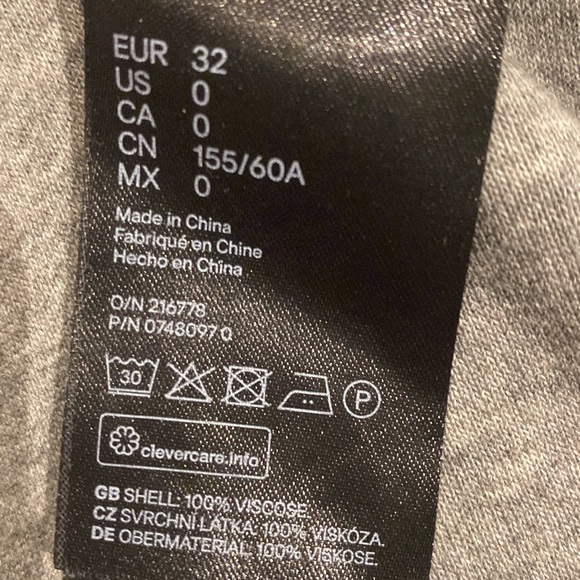 EUR 32
US 0
CA 0
CN 155/60A
MX 0
Made in China
Fabriqué en Chine
Hecho en China
O/N 216778
P/N 0748097 0
30 P
clevercare.info
GB SHELL: 100% VISCOSE.
CZ SVRCHNÍ LÁTKA: 100% VISKÓZA.
DE OBERMATERIAL: 100% VISKOSE.